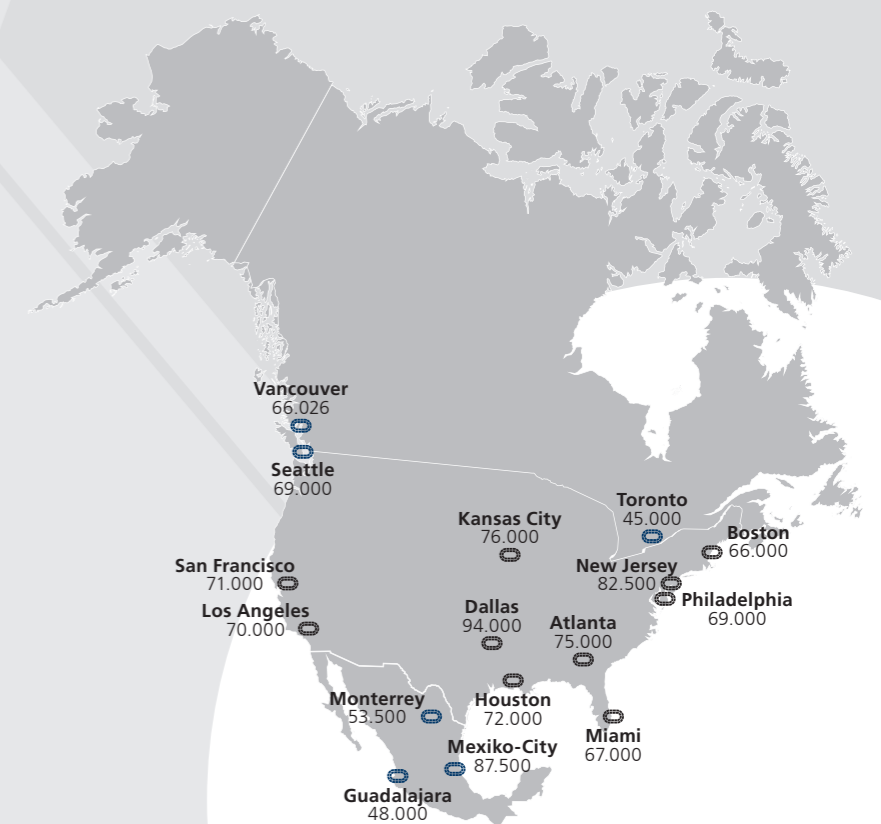 Vancouver
66.026
Seattle
69.000
Kansas City
76.000
Toronto
45.000
Boston
66.000
San Francisco
71.000
New Jersey
82.500
Philadelphia
69.000
Los Angeles
70.000
Dallas
94.000
Atlanta
75.000
Monterrey
53.500
Houston
72.000
Miami
67.000
Mexiko-City
87.500
Guadalajara
48.000